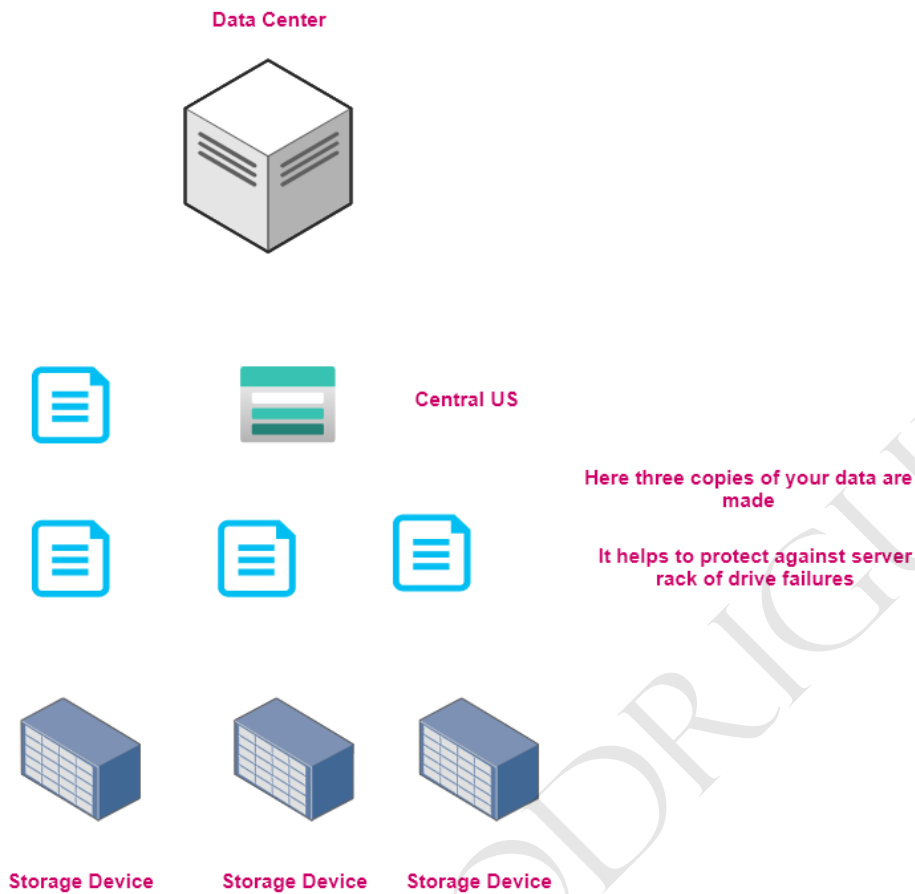 Data Center
Central US
Here three copies of your data are
made
It helps to protect against server
rack of drive failures
Storage Device
Storage Device
Storage Device